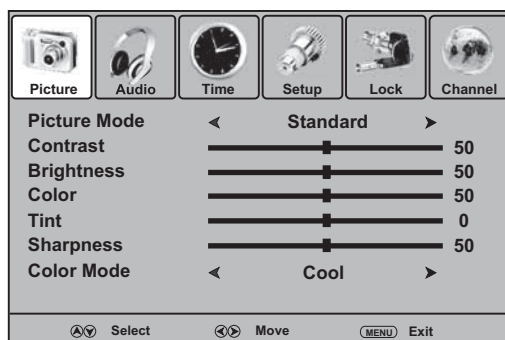 Picture Audio Time Setup Lock Channel
Picture Mode Standard
Contrast 50
Brightness 50
Color 50
Tint 0
Sharpness 50
Color Mode Cool
Select Move MENU Exit